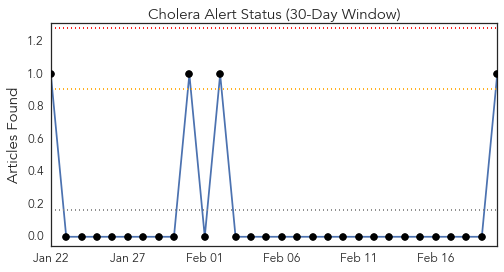 Cholera Alert Status (30-Day Window)
Articles Found
1.2
1.0
0.8
0.6
0.4
0.2
0.0
Jan 22 Jan 27 Feb 01 Feb 06 Feb 11 Feb 16